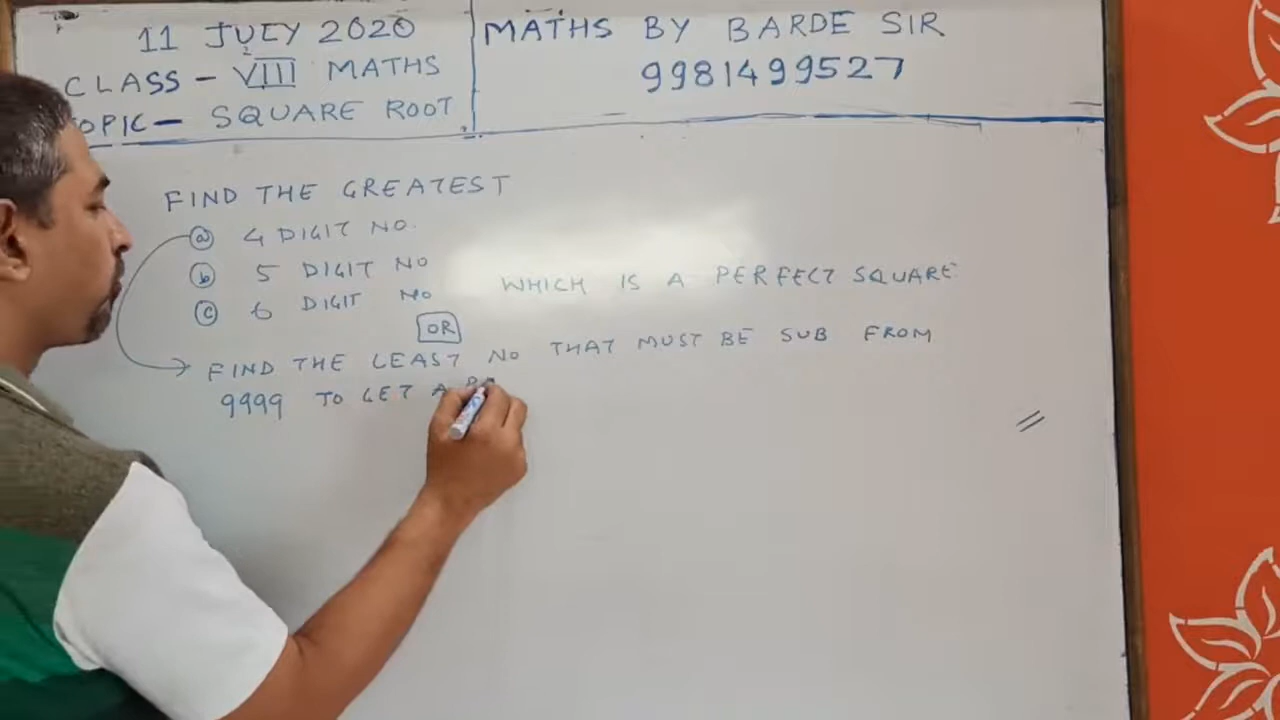 11 JULY 2020
CLASS - VIII MATHS
TOPIC - SQUARE ROOT
MATHS BY BARDE SIR
9981499527
FIND THE GREATEST
(a) 4 DIGIT NO.
(b) 5 DIGIT NO
(c) 6 DIGIT NO
WHICH IS A PERFECT SQUARE
OR
FIND THE LEAST NO THAT MUST BE SUB FROM
9999 TO GET A